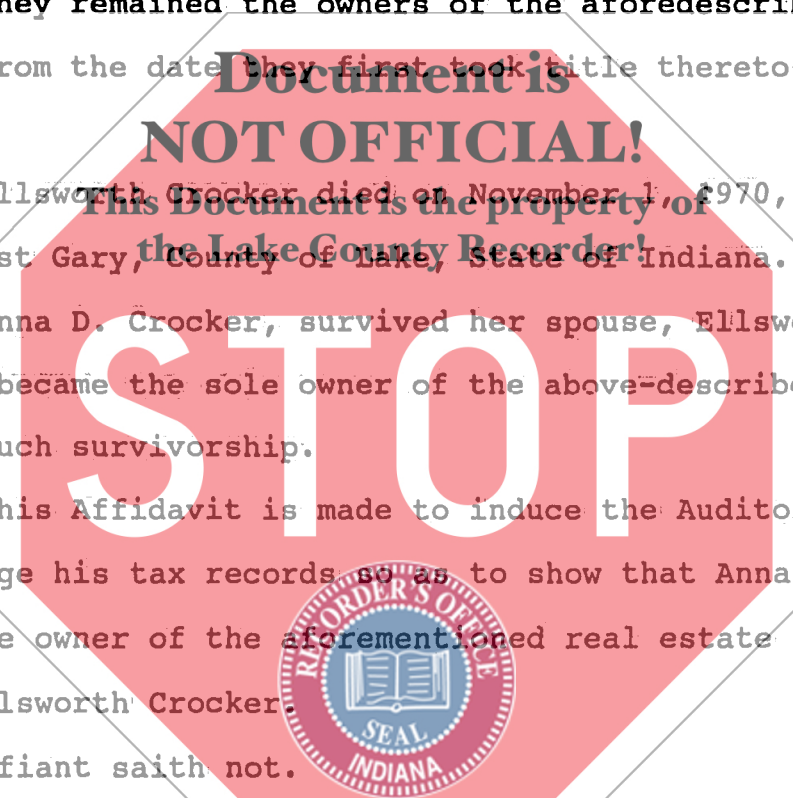 hey remained the owners of the aforedescrib
rom the date they first took title thereto
Document is
NOT OFFICIAL!
llsworth Crocker died on November 1, 1970,
This Document is the property of
st Gary, County of Lake, State of Indiana.
the Lake County Recorder!
nna D. Crocker, survived her spouse, Ellswo
became the sole owner of the above-describe
uch survivorship.
STOP
his Affidavit is made to induce the Audito
ge his tax records so as to show that Anna
e owner of the aforementioned real estate
lsworth Crocker.
fiant saith not.
RECORDER'S OFFICE
SEAL
INDIANA